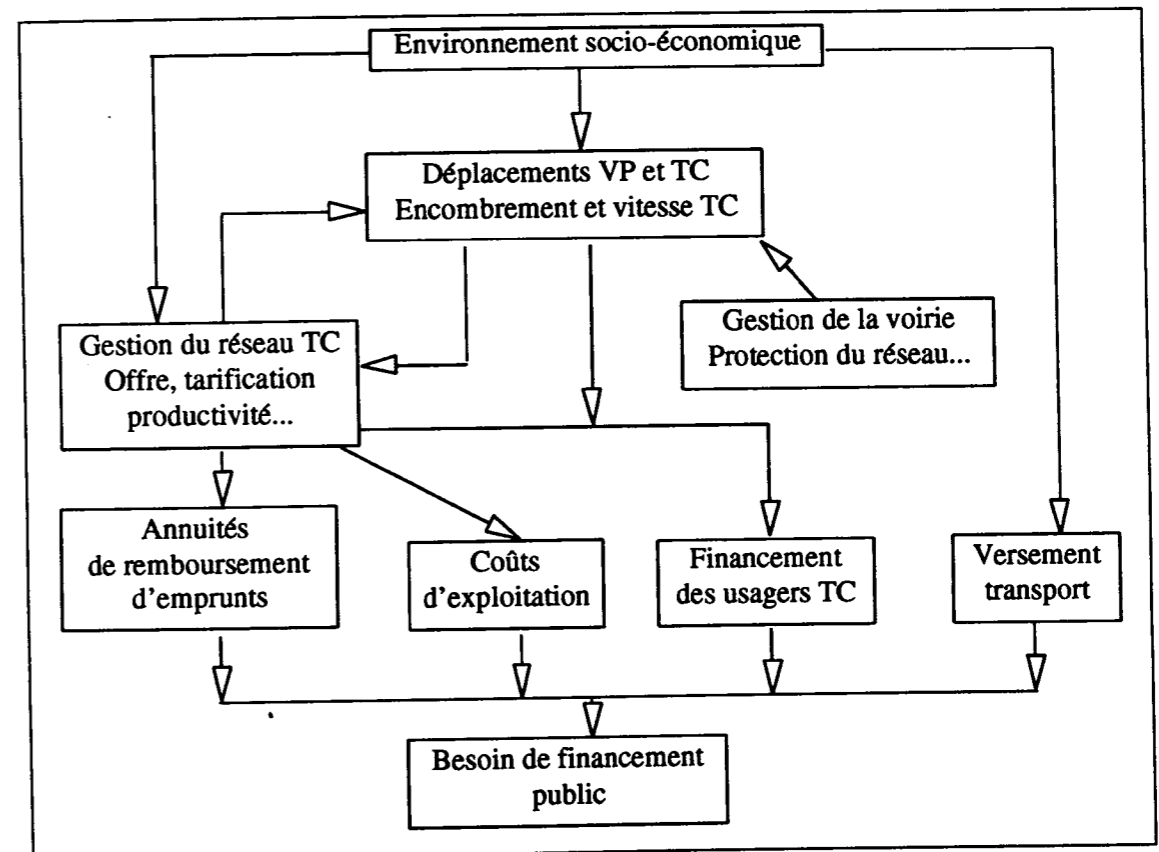 Environnement socio-économique
Déplacements VP et TC
Encombrement et vitesse TC
Gestion de la voirie
Protection du réseau...
Gestion du réseau TC
Offre, tarification
productivité...
Annuités
de remboursement
d'emprunts
Coûts
d'exploitation
Financement
des usagers TC
Versement
transport
Besoin de financement
public